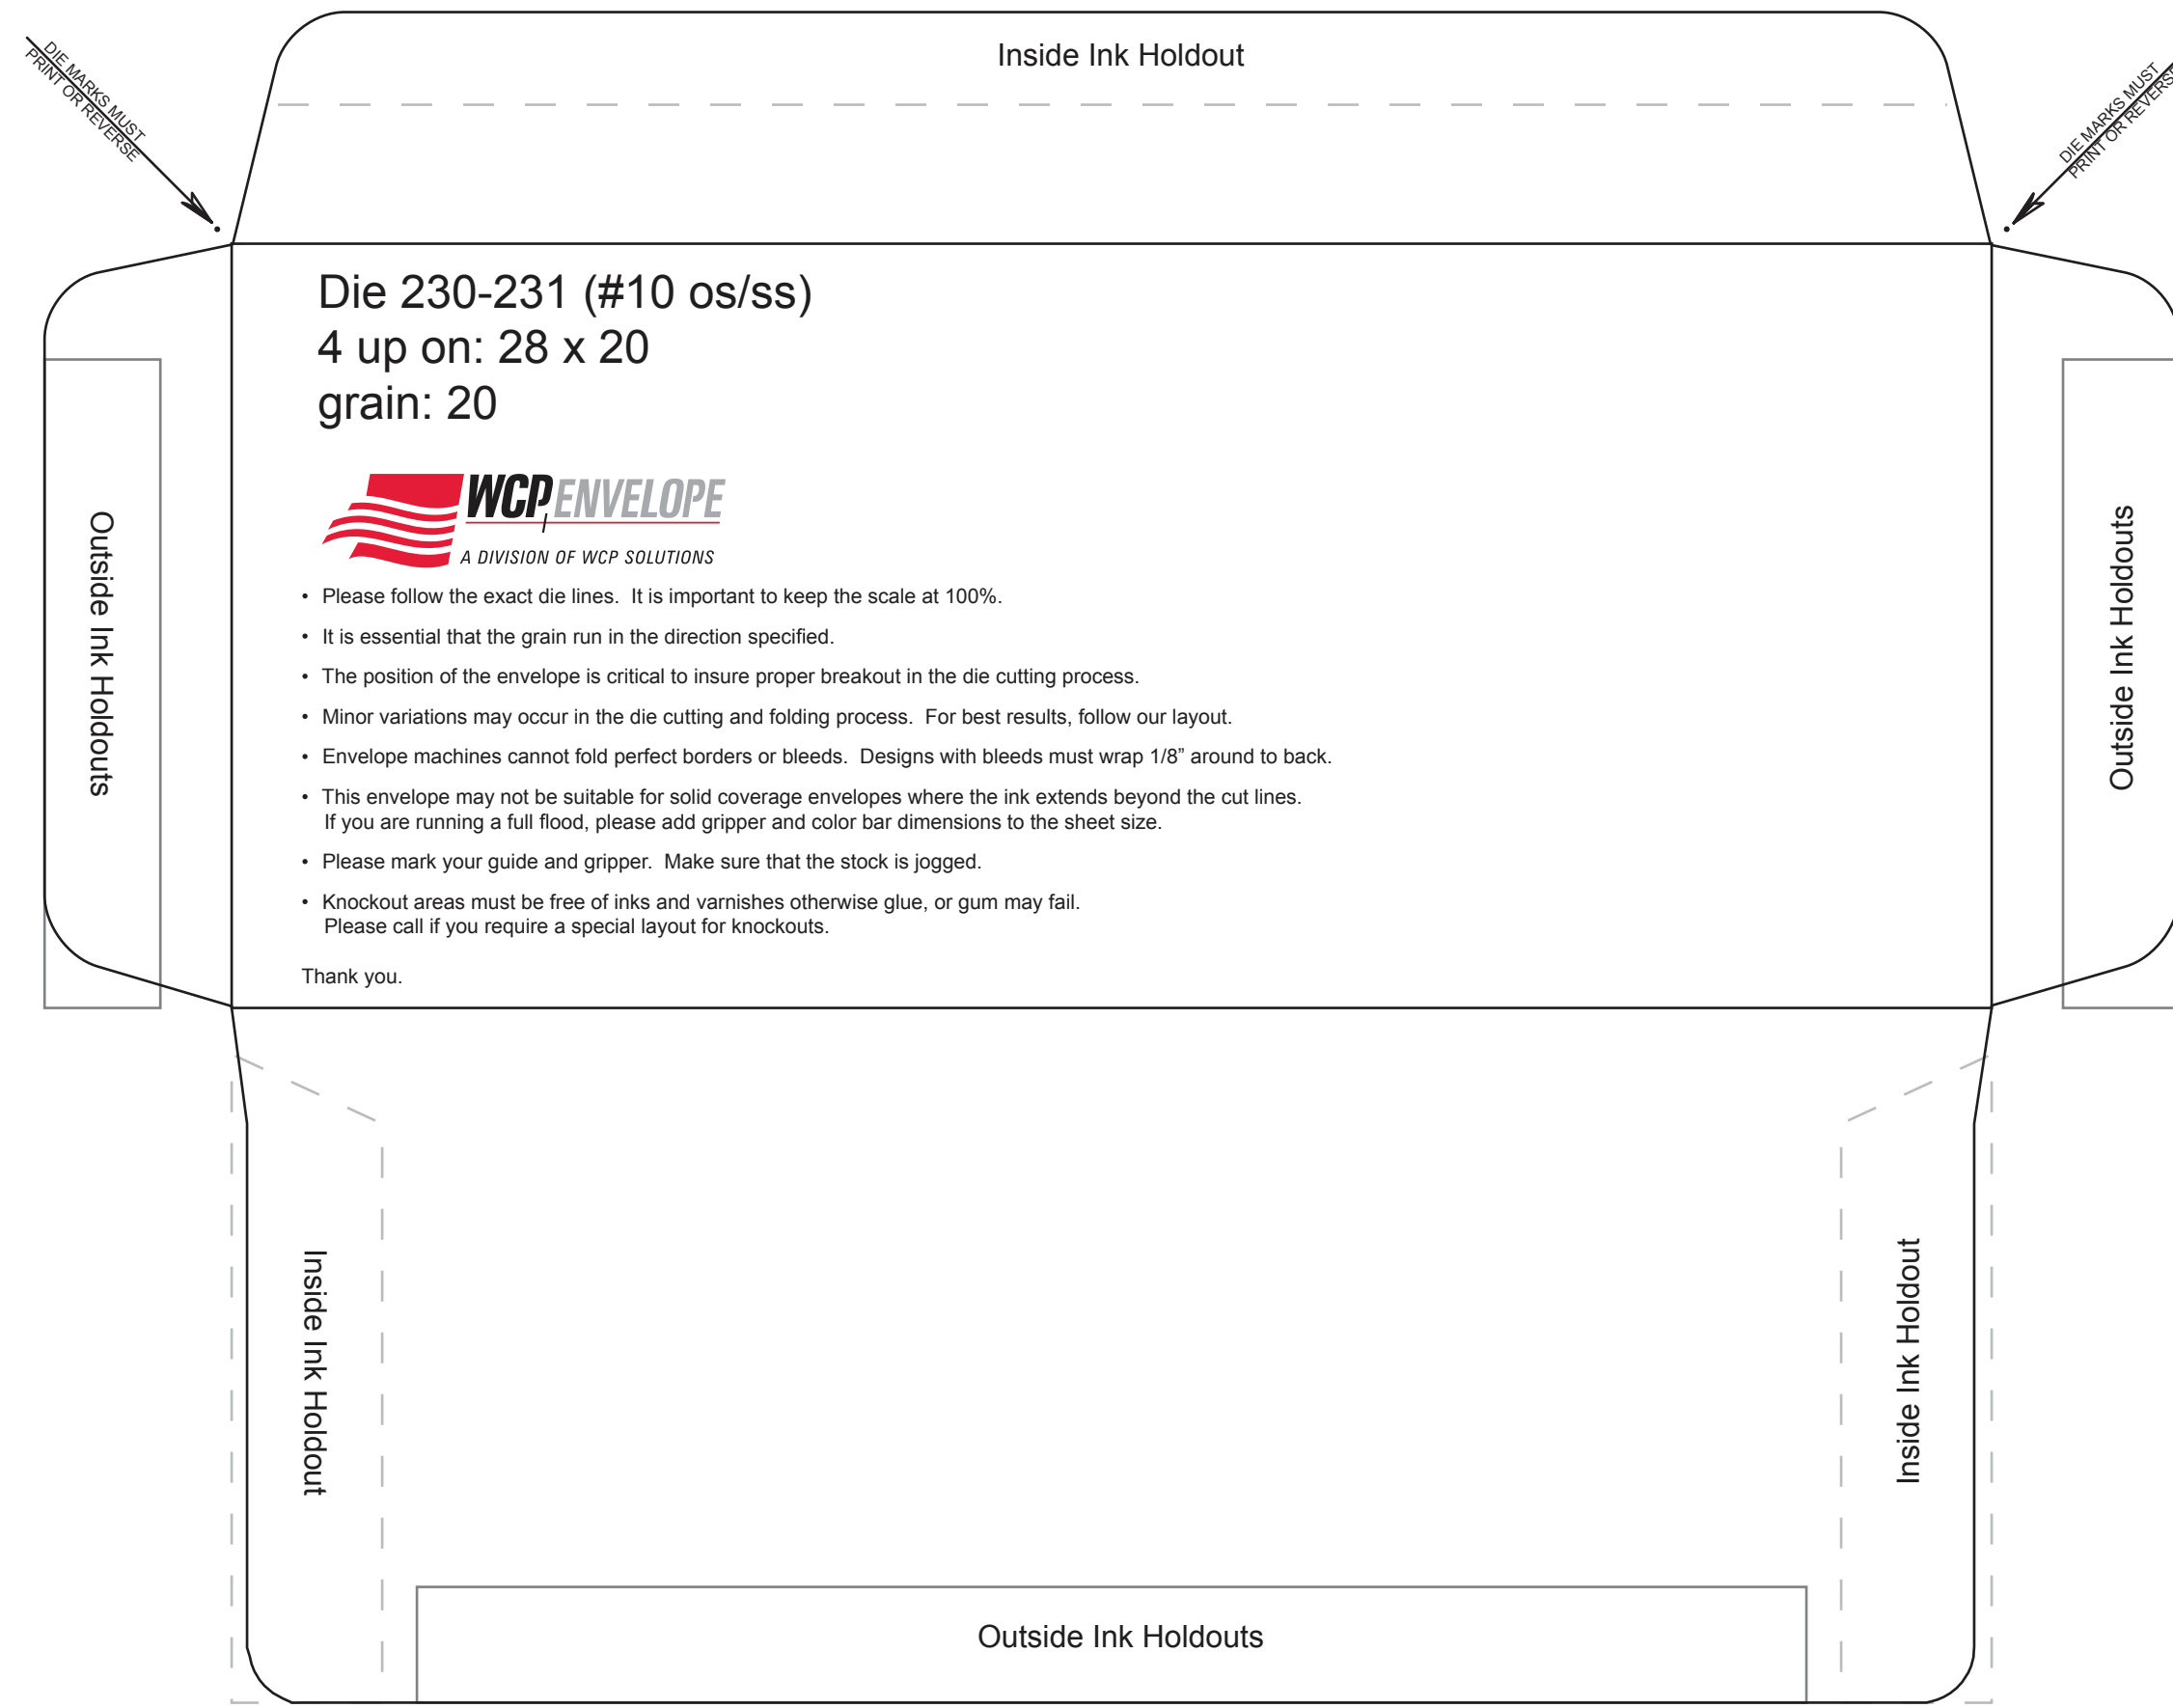 Inside Ink Holdout
DIE MARKS MUST
PRINT OR REVERSE
DIE MARKS MUST
PRINT OR REVERSE
Die 230-231 (#10 os/ss)
4 up on: 28 x 20
grain: 20
WCP ENVELOPE
A DIVISION OF WCP SOLUTIONS
• Please follow the exact die lines.  It is important to keep the scale at 100%.
• It is essential that the grain run in the direction specified.
• The position of the envelope is critical to insure proper breakout in the die cutting process.
• Minor variations may occur in the die cutting and folding process.  For best results, follow our layout.
• Envelope machines cannot fold perfect borders or bleeds.  Designs with bleeds must wrap 1/8” around to back.
• This envelope may not be suitable for solid coverage envelopes where the ink extends beyond the cut lines.
If you are running a full flood, please add gripper and color bar dimensions to the sheet size.
• Please mark your guide and gripper.  Make sure that the stock is jogged.
• Knockout areas must be free of inks and varnishes otherwise glue, or gum may fail.
Please call if you require a special layout for knockouts.
Thank you.
Outside Ink Holdouts
Outside Ink Holdouts
Inside Ink Holdout
Inside Ink Holdout
Outside Ink Holdouts